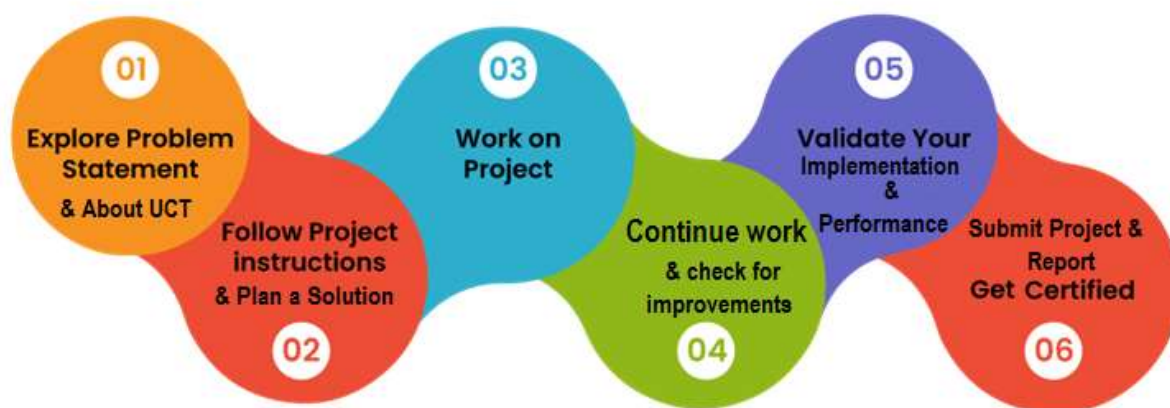 01
Explore Problem
Statement
& About UCT
Follow Project
instructions
& Plan a Solution
02
03
Work on
Project
Continue work
& check for
improvements
04
05
Validate Your
Implementation
&
Performance
Submit Project &
Report
Get Certified
06